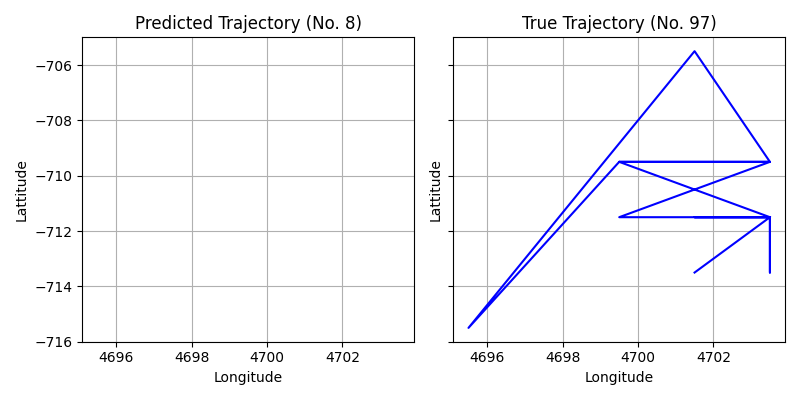 Predicted Trajectory (No. 8)
True Trajectory (No. 97)
−706
−708
−710
−712
−714
−716
Lattitude
Lattitude
4696 4698 4700 4702
4696 4698 4700 4702
Longitude
Longitude